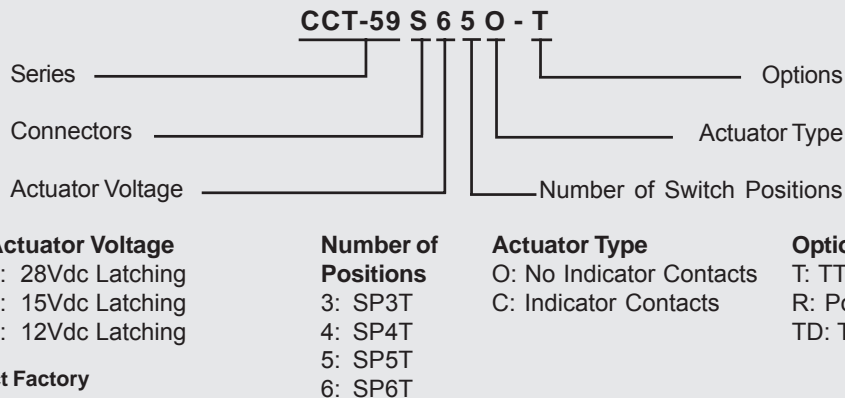 CCT-59 S 6 5 O - T
Series
Options
Connectors
Actuator Type
Actuator Voltage
Number of Switch Positions
Actuator Voltage
: 28Vdc Latching
: 15Vdc Latching
: 12Vdc Latching
Factory
Number of
Positions
3: SP3T
4: SP4T
5: SP5T
6: SP6T
Actuator Type
O: No Indicator Contacts
C: Indicator Contacts
T:
R:
TD: